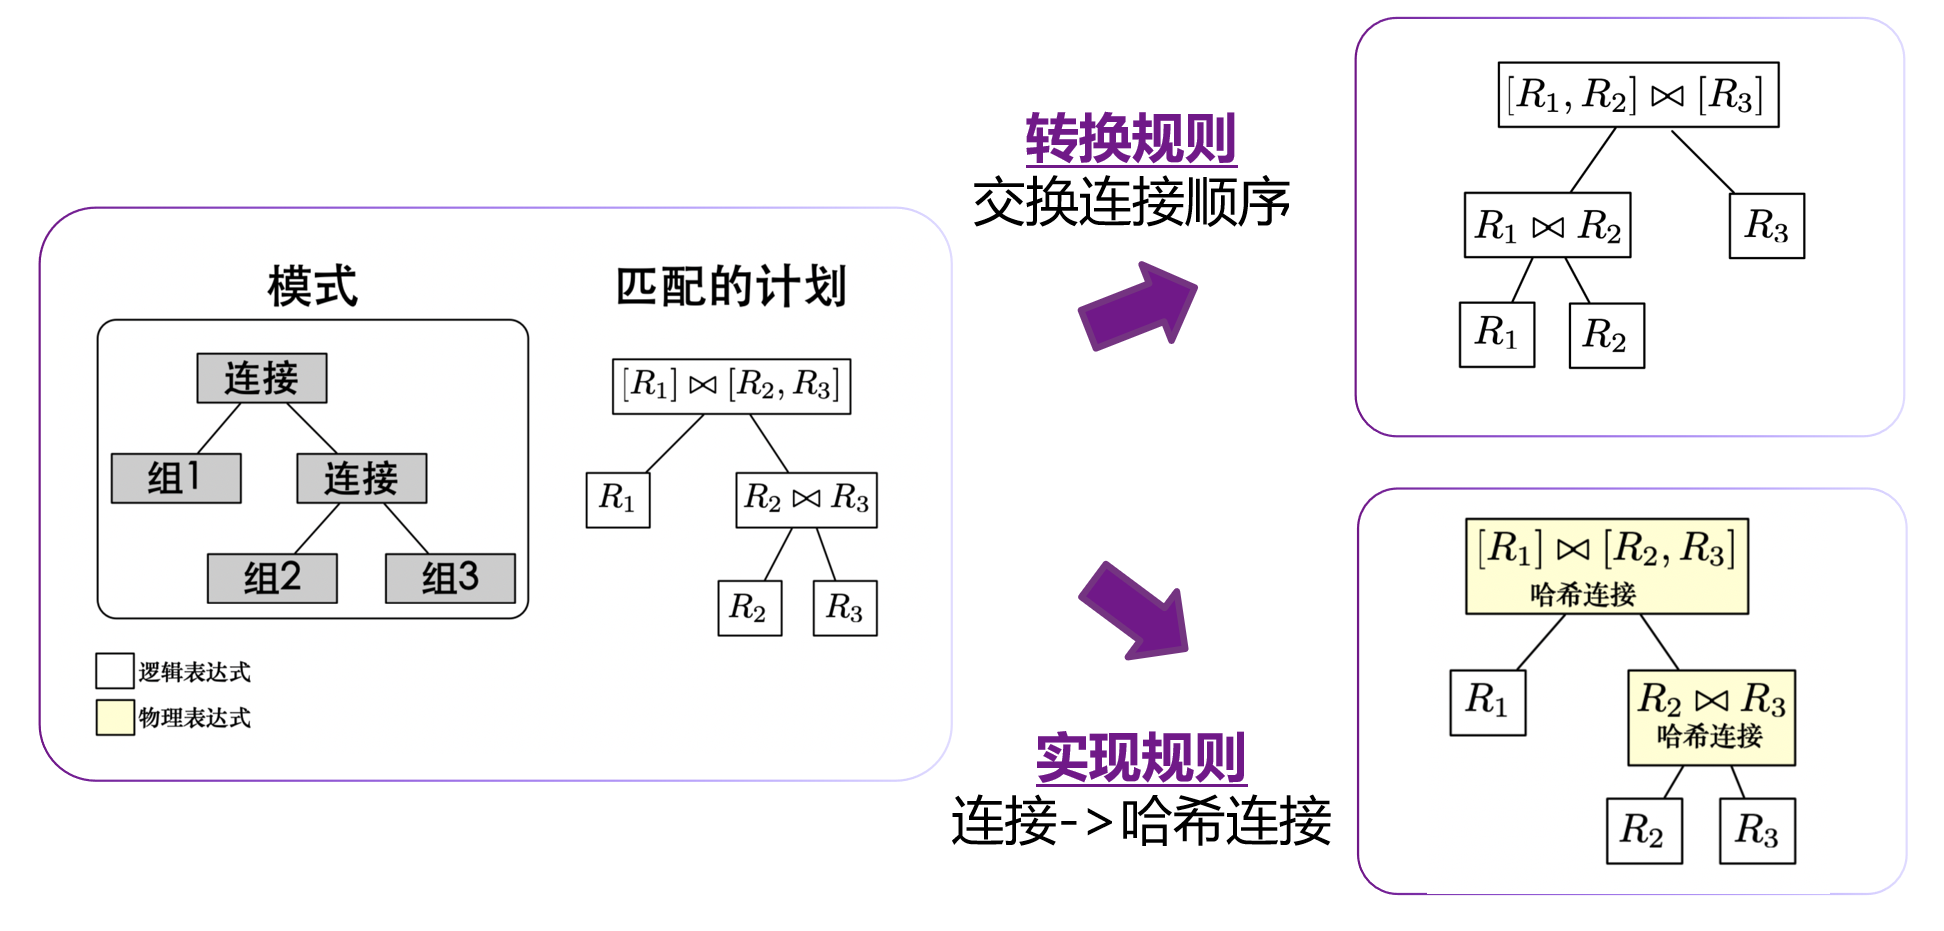 模式
连接
组1
连接
组2
组3
逻辑表达式
物理表达式
匹配的计划
[R₁] ⋈ [R₂, R₃]
R₁
R₂ ⋈ R₃
R₂
R₃
转换规则
交换连接顺序
实现规则
连接->哈希连接
[R₁, R₂] ⋈ [R₃]
R₁ ⋈ R₂
R₃
R₁
R₂
[R₁] ⋈ [R₂, R₃]
哈希连接
R₁
R₂ ⋈ R₃
哈希连接
R₂
R₃